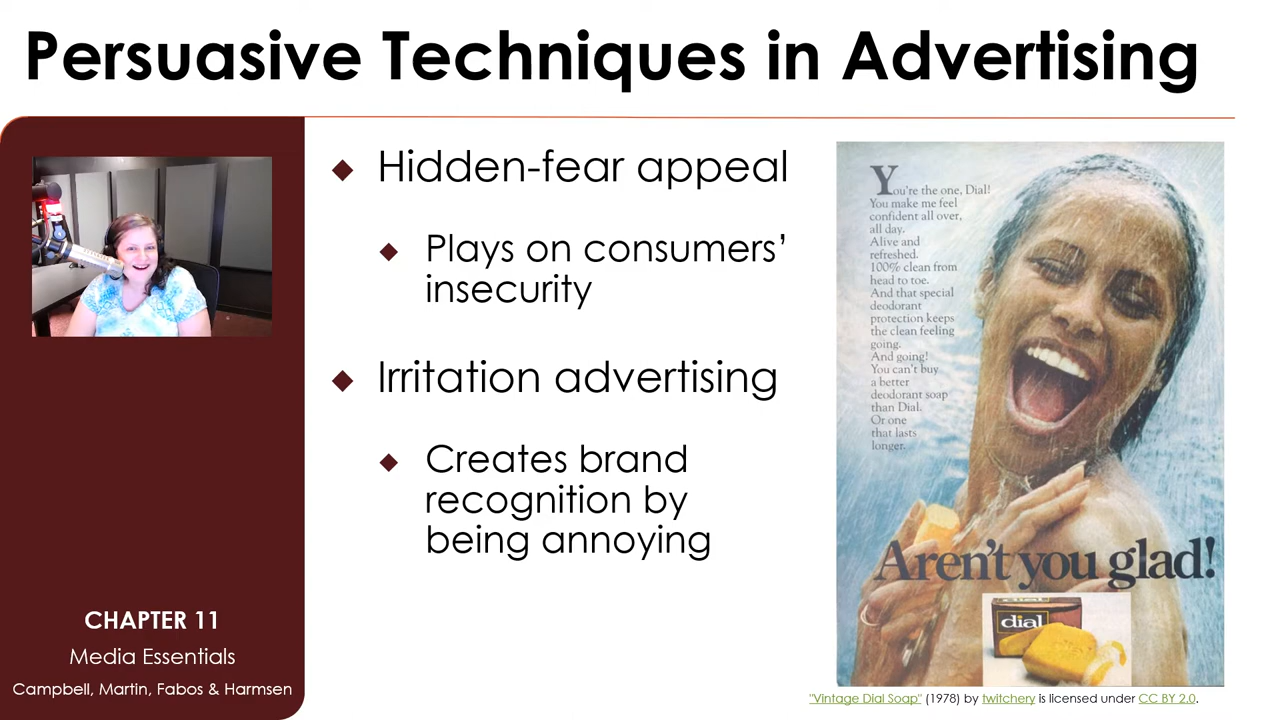 Persuasive Techniques in Advertising
Hidden-fear appeal
Plays on consumers’
insecurity
Irritation advertising
Creates brand
recognition by
being annoying
You're the one, Dial!
You make me feel
confident all over,
all day.
Alive and
refreshed.
100% clean from
head to toe.
And that special
deodorant
protection keeps
the clean feeling
going.
And going!
You can't buy
a better
deodorant soap
than Dial.
Or one
that lasts
longer.
Aren't you glad!
dial
"Vintage Dial Soap" (1978) by twitchery is licensed under CC BY 2.0.
CHAPTER 11
Media Essentials
Campbell, Martin, Fabos & Harmsen